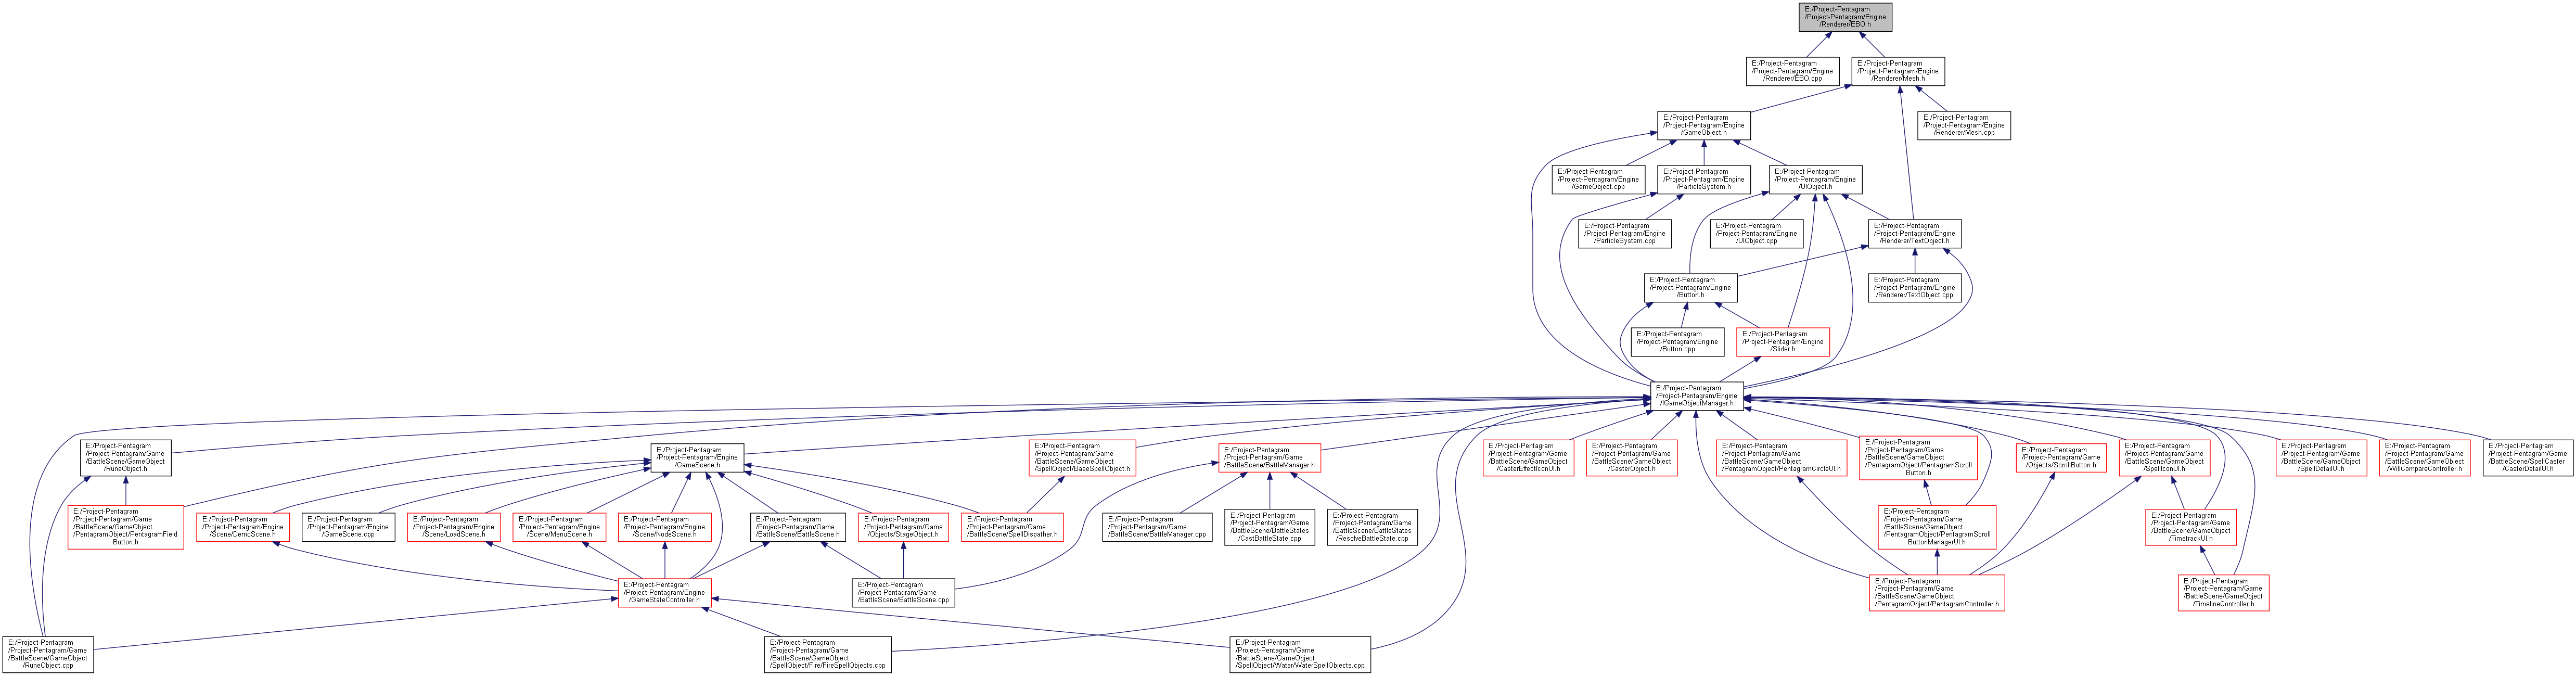 E:/Project-Pentagram
/Project-Pentagram/Engine
/Renderer/EBO.h
E:/Project-Pentagram
/Project-Pentagram/Engine
/Renderer/EBO.cpp
E:/Project-Pentagram
/Project-Pentagram/Engine
/Renderer/Mesh.h
E:/Project-Pentagram
/Project-Pentagram/Engine
/GameObject.h
E:/Project-Pentagram
/Project-Pentagram/Engine
/Renderer/Mesh.cpp
E:/Project-Pentagram
/Project-Pentagram/Engine
/GameObject.cpp
E:/Project-Pentagram
/Project-Pentagram/Engine
/ParticleSystem.h
E:/Project-Pentagram
/Project-Pentagram/Engine
/UIObject.h
E:/Project-Pentagram
/Project-Pentagram/Engine
/ParticleSystem.cpp
E:/Project-Pentagram
/Project-Pentagram/Engine
/UIObject.cpp
E:/Project-Pentagram
/Project-Pentagram/Engine
/Renderer/TextObject.h
E:/Project-Pentagram
/Project-Pentagram/Engine
/Button.h
E:/Project-Pentagram
/Project-Pentagram/Engine
/Renderer/TextObject.cpp
E:/Project-Pentagram
/Project-Pentagram/Engine
/Button.cpp
E:/Project-Pentagram
/Project-Pentagram/Engine
/Slider.h
E:/Project-Pentagram
/Project-Pentagram/Engine
/GameObjectManager.h
E:/Project-Pentagram
/Project-Pentagram/Game
/BattleScene/GameObject
/RuneObject.h
E:/Project-Pentagram
/Project-Pentagram/Engine
/GameScene.h
E:/Project-Pentagram
/Project-Pentagram/Game
/BattleScene/GameObject
/SpellObject/BaseSpellObject.h
E:/Project-Pentagram
/Project-Pentagram/Game
/BattleScene/BattleManager.h
E:/Project-Pentagram
/Project-Pentagram/Game
/BattleScene/GameObject
/CasterEffectIconUI.h
E:/Project-Pentagram
/Project-Pentagram/Game
/BattleScene/GameObject
/CasterObject.h
E:/Project-Pentagram
/Project-Pentagram/Game
/BattleScene/GameObject
/PentagramObject/PentagramCircleUI.h
E:/Project-Pentagram
/Project-Pentagram/Game
/BattleScene/GameObject
/PentagramObject/PentagramScroll
Button.h
E:/Project-Pentagram
/Project-Pentagram/Game
/Objects/ScrollButton.h
E:/Project-Pentagram
/Project-Pentagram/Game
/BattleScene/GameObject
/SpellIconUI.h
E:/Project-Pentagram
/Project-Pentagram/Game
/BattleScene/GameObject
/SpellDetailUI.h
E:/Project-Pentagram
/Project-Pentagram/Game
/BattleScene/GameObject
/WillCompareController.h
E:/Project-Pentagram
/Project-Pentagram/Game
/BattleScene/SpellCaster
/CasterDetailUI.h
E:/Project-Pentagram
/Project-Pentagram/Game
/BattleScene/GameObject
/PentagramObject/PentagramField
Button.h
E:/Project-Pentagram
/Project-Pentagram/Engine
/Scene/DemoScene.h
E:/Project-Pentagram
/Project-Pentagram/Engine
/GameScene.cpp
E:/Project-Pentagram
/Project-Pentagram/Engine
/Scene/LoadScene.h
E:/Project-Pentagram
/Project-Pentagram/Engine
/Scene/MenuScene.h
E:/Project-Pentagram
/Project-Pentagram/Engine
/Scene/NodeScene.h
E:/Project-Pentagram
/Project-Pentagram/Game
/BattleScene/BattleScene.h
E:/Project-Pentagram
/Project-Pentagram/Game
/Objects/StageObject.h
E:/Project-Pentagram
/Project-Pentagram/Game
/BattleScene/SpellDispather.h
E:/Project-Pentagram
/Project-Pentagram/Game
/BattleScene/BattleManager.cpp
E:/Project-Pentagram
/Project-Pentagram/Game
/BattleScene/BattleStates
/CastBattleState.cpp
E:/Project-Pentagram
/Project-Pentagram/Game
/BattleScene/BattleStates
/ResolveBattleState.cpp
E:/Project-Pentagram
/Project-Pentagram/Game
/BattleScene/GameObject
/PentagramObject/PentagramScroll
ButtonManagerUI.h
E:/Project-Pentagram
/Project-Pentagram/Game
/BattleScene/GameObject
/TimetrackUI.h
E:/Project-Pentagram
/Project-Pentagram/Engine
/GameStateController.h
E:/Project-Pentagram
/Project-Pentagram/Game
/BattleScene/BattleScene.cpp
E:/Project-Pentagram
/Project-Pentagram/Game
/BattleScene/GameObject
/PentagramObject/PentagramController.h
E:/Project-Pentagram
/Project-Pentagram/Game
/BattleScene/GameObject
/TimelineController.h
E:/Project-Pentagram
/Project-Pentagram/Game
/BattleScene/GameObject
/RuneObject.cpp
E:/Project-Pentagram
/Project-Pentagram/Game
/BattleScene/GameObject
/SpellObject/Fire/FireSpellObjects.cpp
E:/Project-Pentagram
/Project-Pentagram/Game
/BattleScene/GameObject
/SpellObject/Water/WaterSpellObjects.cpp